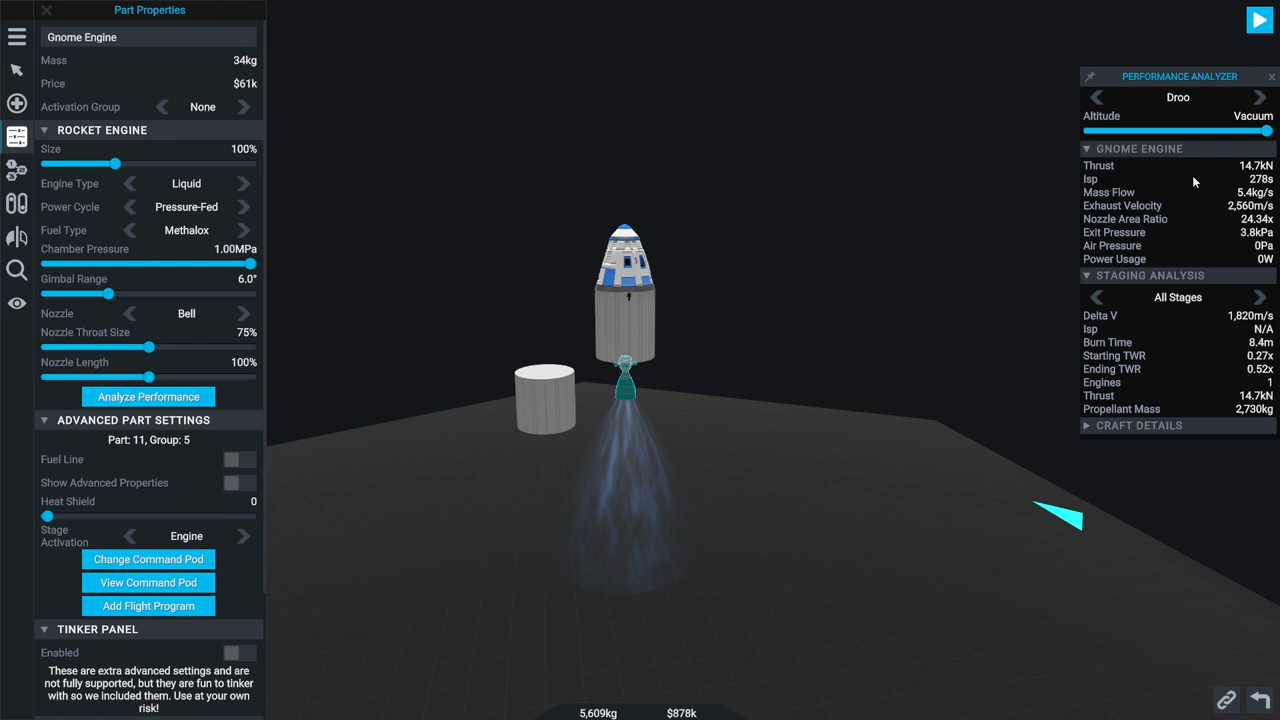 Part Properties
Gnome Engine
Mass 34kg
Price $61k
Activation Group None
ROCKET ENGINE
Size 100%
Engine Type Liquid
Power Cycle Pressure-Fed
Fuel Type Methalox
Chamber Pressure 1.00MPa
Gimbal Range 6.0°
Nozzle Bell
Nozzle Throat Size 75%
Nozzle Length 100%
Analyze Performance
ADVANCED PART SETTINGS
Part: 11, Group: 5
Fuel Line
Show Advanced Properties
Heat Shield 0
Stage
Activation Engine
Change Command Pod
View Command Pod
Add Flight Program
TINKER PANEL
Enabled
These are extra advanced settings and are
not fully supported, but they are fun to tinker
with so we included them. Use at your own
risk!
5,609kg $878k
PERFORMANCE ANALYZER
Droo
Altitude Vacuum
GNOME ENGINE
Thrust 14.7kN
Isp 278s
Mass Flow 5.4kg/s
Exhaust Velocity 2,560m/s
Nozzle Area Ratio 24.34x
Exit Pressure 3.8kPa
Air Pressure 0Pa
Power Usage 0W
STAGING ANALYSIS
All Stages
Delta V 1,820m/s
Isp N/A
Burn Time 8.4m
Starting TWR 0.27x
Ending TWR 0.52x
Engines 1
Thrust 14.7kN
Propellant Mass 2,730kg
CRAFT DETAILS